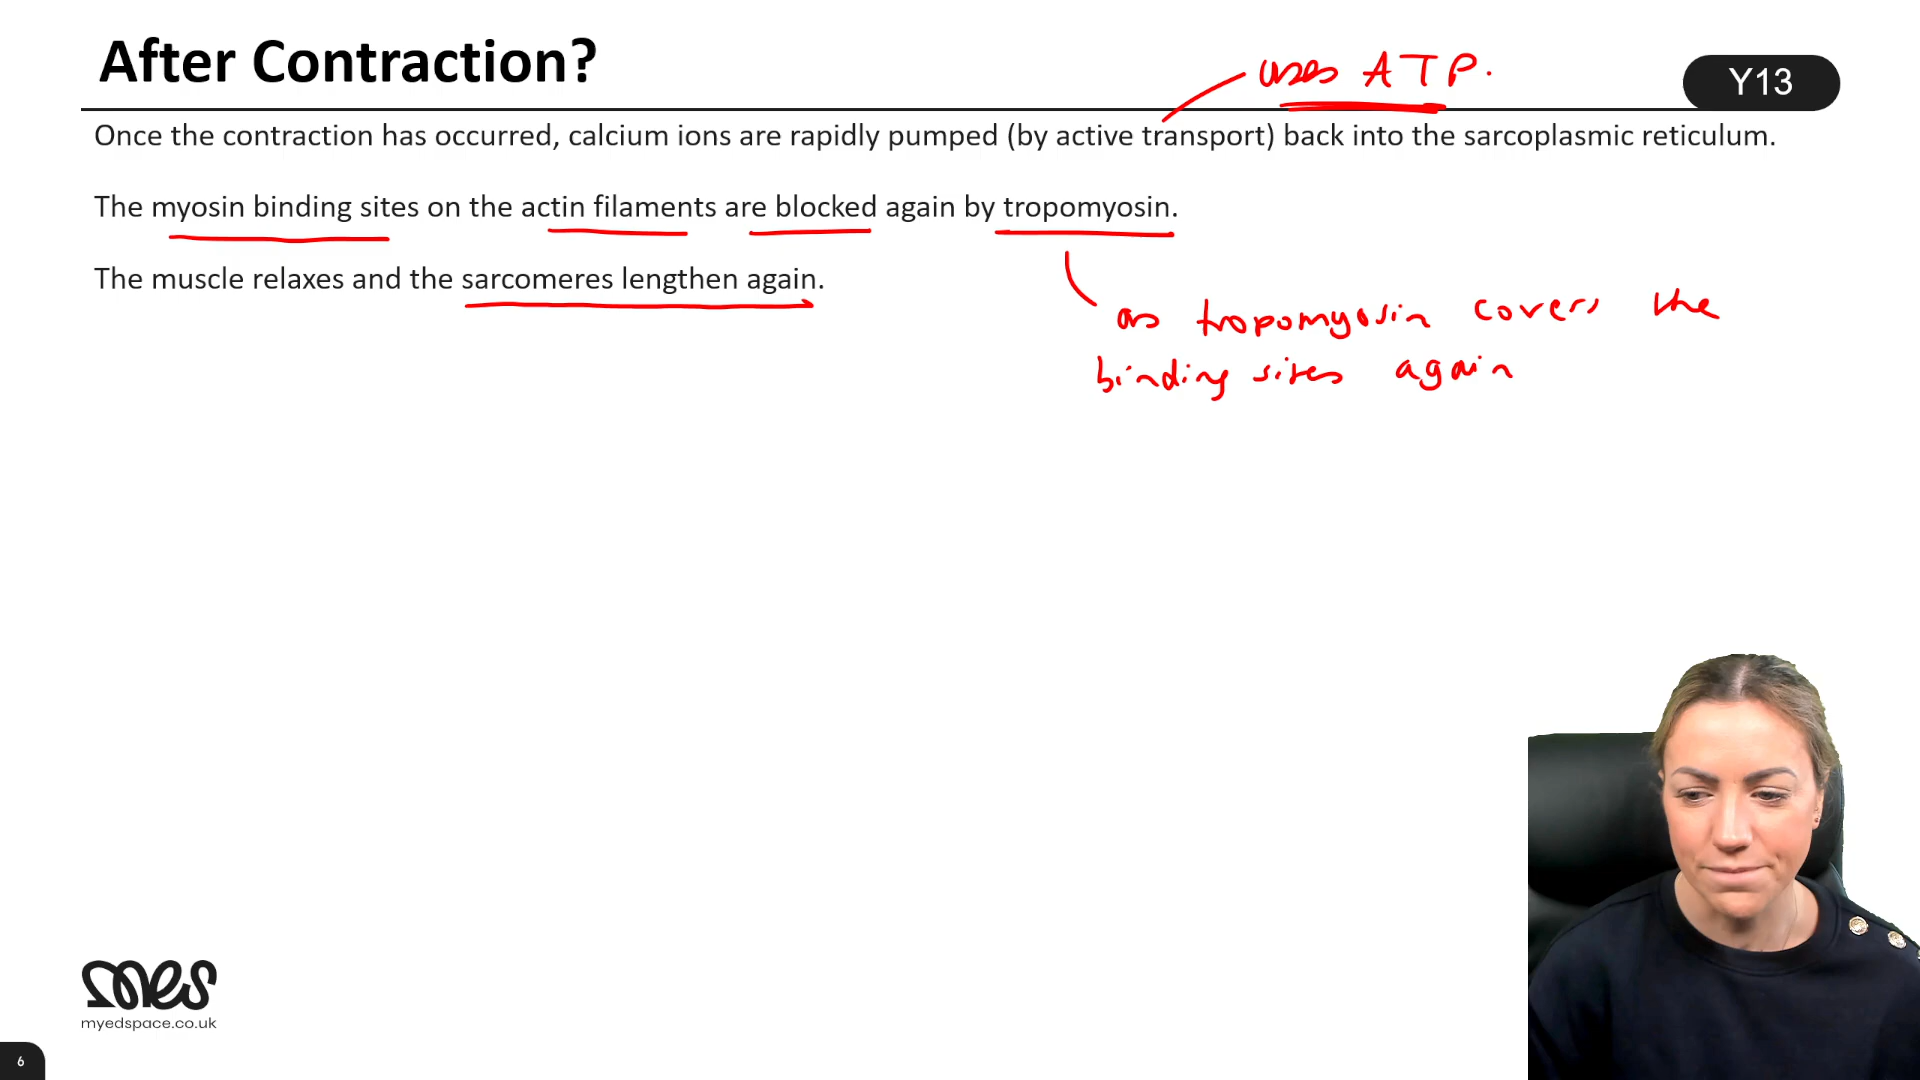 After Contraction?
uses ATP.
Y13
Once the contraction has occurred, calcium ions are rapidly pumped (by active transport) back into the sarcoplasmic reticulum.
The myosin binding sites on the actin filaments are blocked again by tropomyosin.
The muscle relaxes and the sarcomeres lengthen again.
as tropomyosin covers the
binding sites again
mes
myedspace.co.uk
6